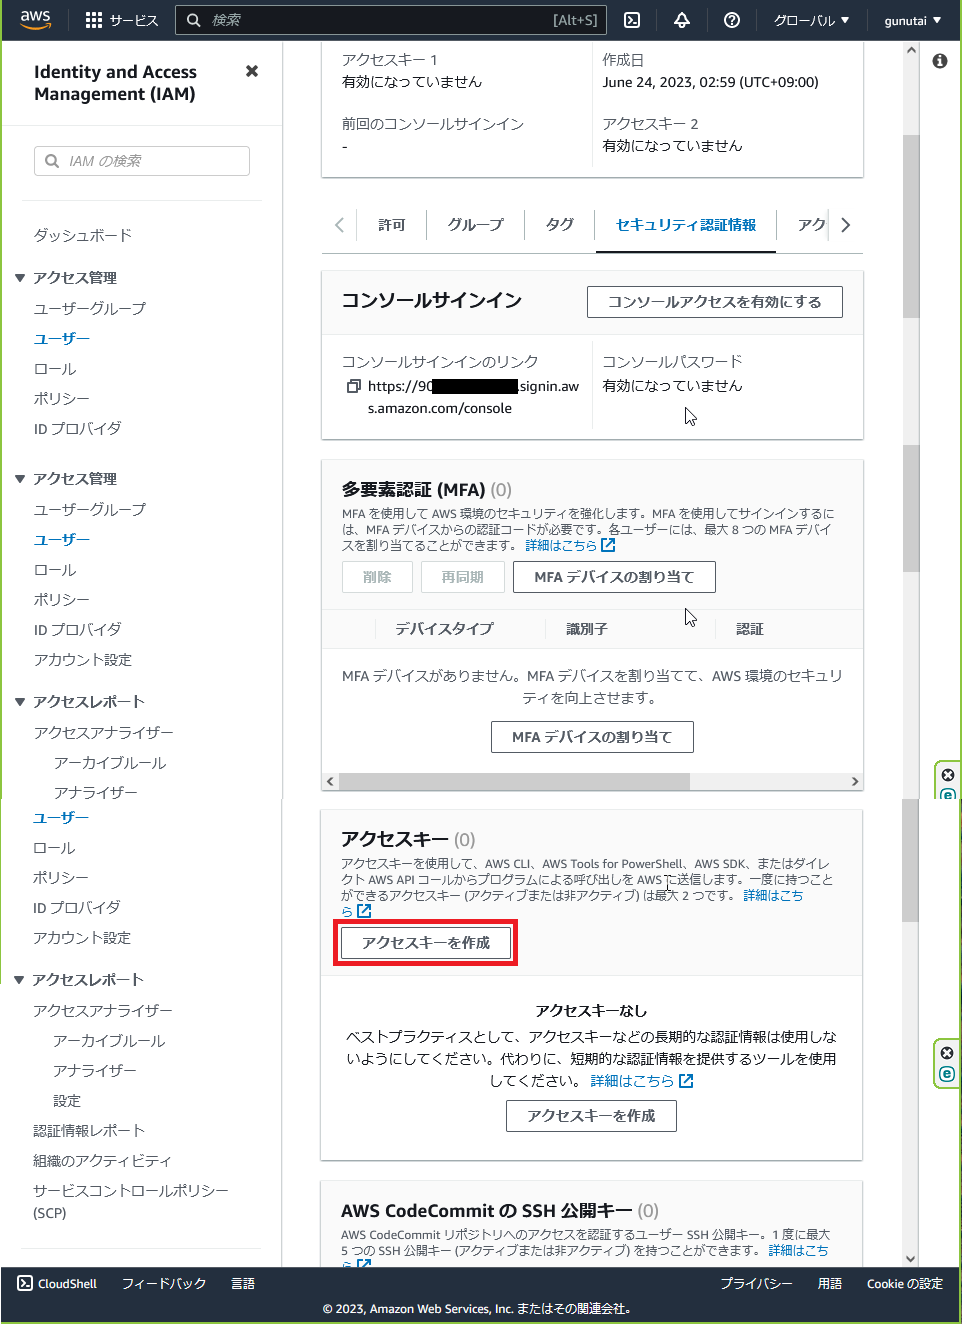 aws
サービス
検索
[Alt+S]
グローバル
gunutai
Identity and Access
Management (IAM)
IAM の検索
ダッシュボード
アクセス管理
ユーザーグループ
ユーザー
ロール
ポリシー
ID プロバイダ
アクセス管理
ユーザーグループ
ユーザー
ロール
ポリシー
ID プロバイダ
アカウント設定
アクセスレポート
アクセスアナライザー
アーカイブルール
アナライザー
ユーザー
ロール
ポリシー
ID プロバイダ
アカウント設定
アクセスレポート
アクセスアナライザー
アーカイブルール
アナライザー
設定
認証情報レポート
組織のアクティビティ
サービスコントロールポリシー
(SCP)
アクセスキー 1
有効になっていません
作成日
June 24, 2023, 02:59 (UTC+09:00)
前回のコンソールサインイン
-
アクセスキー 2
有効になっていません
許可
グループ
タグ
セキュリティ認証情報
アク
コンソールサインイン
コンソールアクセスを有効にする
コンソールサインインのリンク
https://90 .signin.aw
s.amazon.com/console
コンソールパスワード
有効になっていません
多要素認証 (MFA) (0)
MFA を使用して AWS 環境のセキュリティを強化します。MFA を使用してサインインするに
は、MFA デバイスからの認証コードが必要です。各ユーザーには、最大 8 つの MFA デバイ
スを割り当てることができます。 詳細はこちら
削除
再同期
MFA デバイスの割り当て
デバイスタイプ
識別子
認証
MFA デバイスがありません。MFA デバイスを割り当てて、AWS 環境のセキュリ
ティを向上させます。
MFA デバイスの割り当て
アクセスキー (0)
アクセスキーを使用して、AWS CLI、AWS Tools for PowerShell、AWS SDK、またはダイレ
クト AWS API コールからプログラムによる呼び出しを AWS に送信します。一度に持つこと
ができるアクセスキー (アクティブまたは非アクティブ) は最大 2 つです。 詳細はこち
ら
アクセスキーを作成
アクセスキーなし
ベストプラクティスとして、アクセスキーなどの長期的な認証情報は使用しな
いようにしてください。代わりに、短期的な認証情報を提供するツールを使用
してください。 詳細はこちら
アクセスキーを作成
AWS CodeCommit の SSH 公開キー (0)
AWS CodeCommit リポジトリへのアクセスを認証するユーザー SSH 公開キー。1 度に最大
5 つの SSH 公開キー (アクティブまたは非アクティブ) を持つことができます。 詳細はこち
ら
CloudShell
フィードバック
言語
プライバシー
用語
Cookie の設定
© 2023, Amazon Web Services, Inc. またはその関連会社。